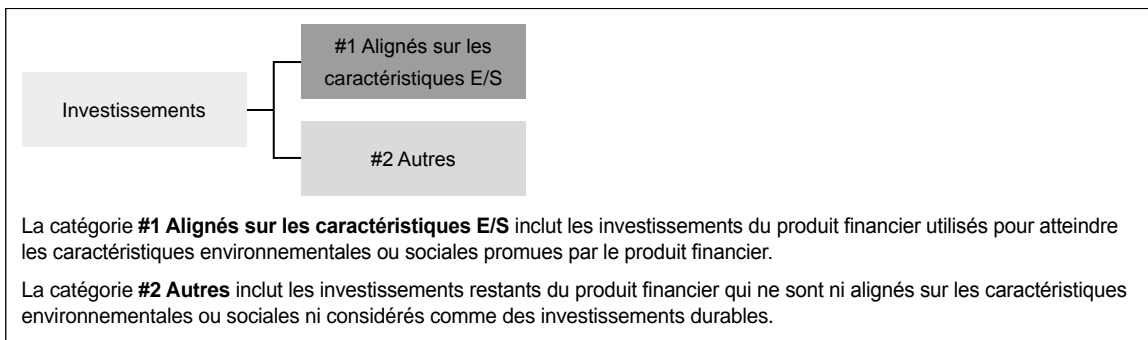 #1 Alignés sur les
caractéristiques E/S
Investissements
#2 Autres
La catégorie #1 Alignés sur les caractéristiques E/S inclut les investissements du produit financier utilisés pour atteindre
les caractéristiques environnementales ou sociales promues par le produit financier.
La catégorie #2 Autres inclut les investissements restants du produit financier qui ne sont ni alignés sur les caractéristiques
environnementales ou sociales ni considérés comme des investissements durables.